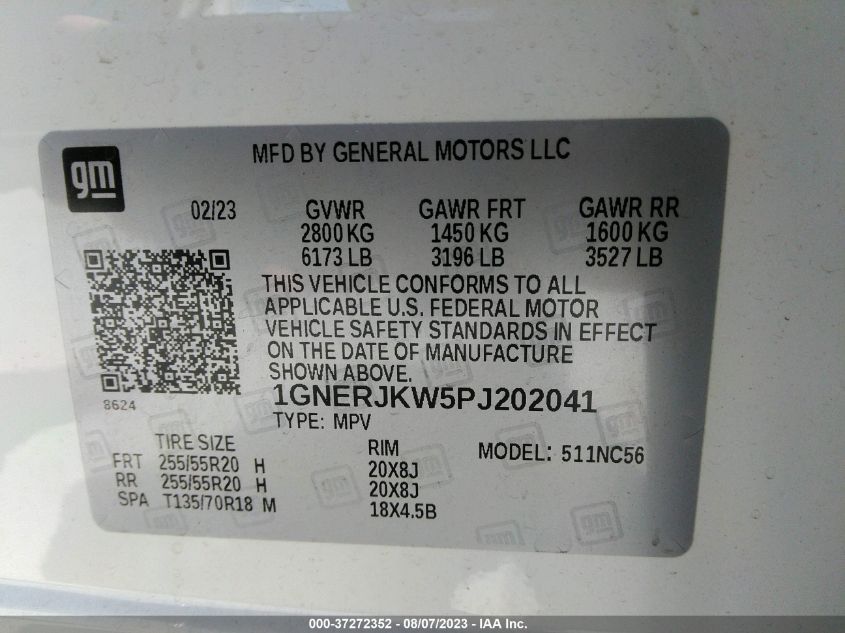 gm
MFD BY GENERAL MOTORS LLC
02/23 GVWR GAWR FRT GAWR RR
2800 KG 1450 KG 1600 KG
6173 LB 3196 LB 3527 LB
THIS VEHICLE CONFORMS TO ALL
APPLICABLE U.S. FEDERAL MOTOR
VEHICLE SAFETY STANDARDS IN EFFECT
ON THE DATE OF MANUFACTURE
SHOWN ABOVE.
8624
1GNERJKW5PJ202041
TYPE: MPV
TIRE SIZE RIM MODEL: 511NC56
FRT 255/55R20 H 20X8J
RR 255/55R20 H 20X8J
SPA T135/70R18 M 18X4.5B
000-37272352 - 08/07/2023 - IAA Inc.